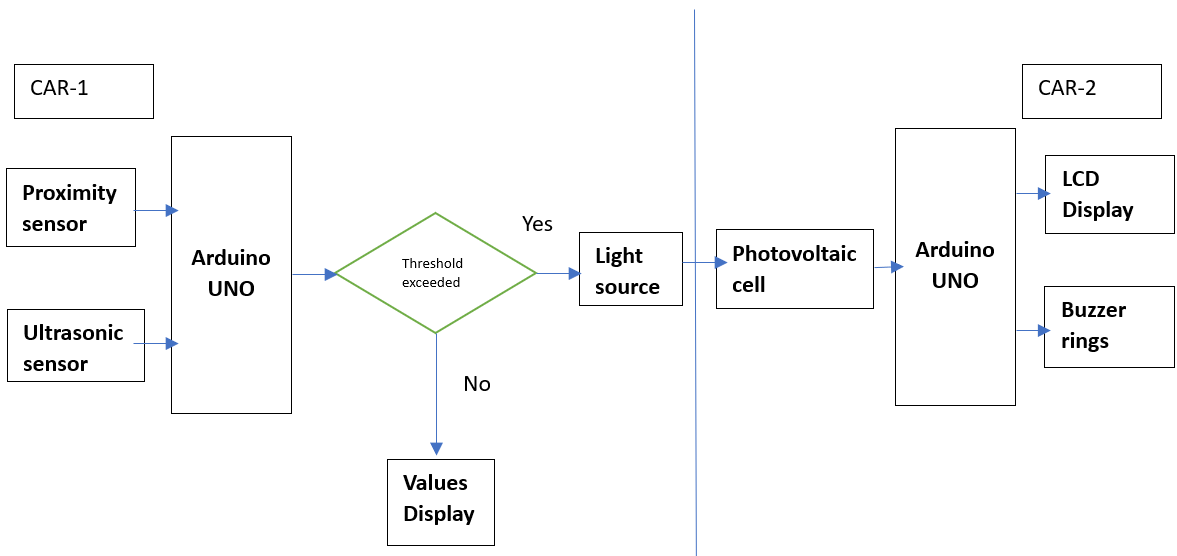 CAR-1
CAR-2
Proximity
sensor
Ultrasonic
sensor
Arduino
UNO
Threshold
exceeded
Yes
No
Values
Display
Light
source
Photovoltaic
cell
Arduino
UNO
LCD
Display
Buzzer
rings